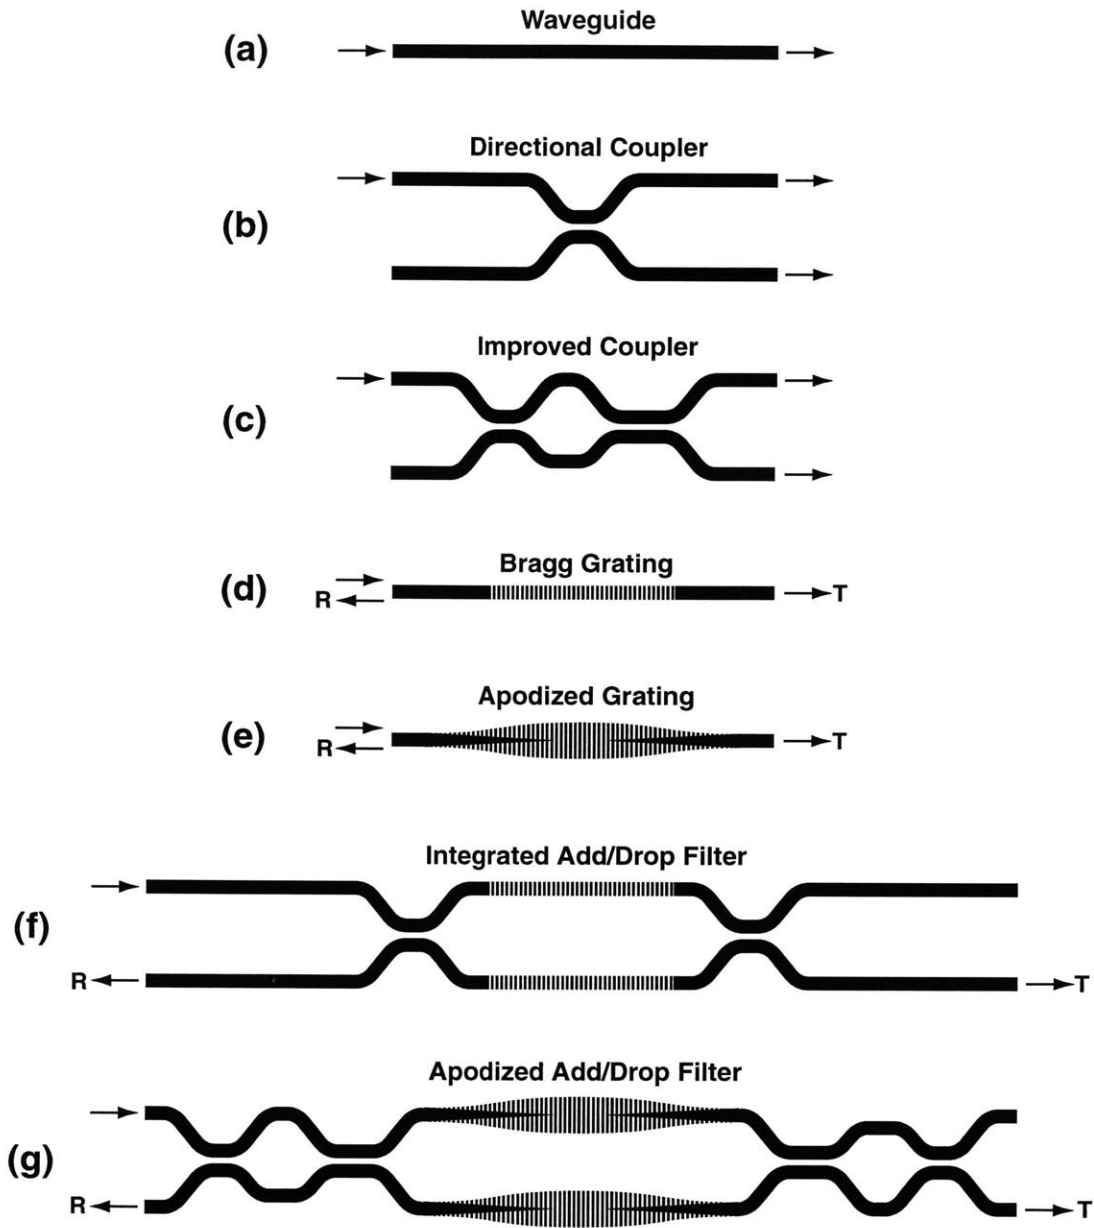 Waveguide
(a)
Directional Coupler
(b)
Improved Coupler
(c)
Bragg Grating
(d)
R T
Apodized Grating
(e)
R T
Integrated Add/Drop Filter
(f)
R T
Apodized Add/Drop Filter
(g)
R T